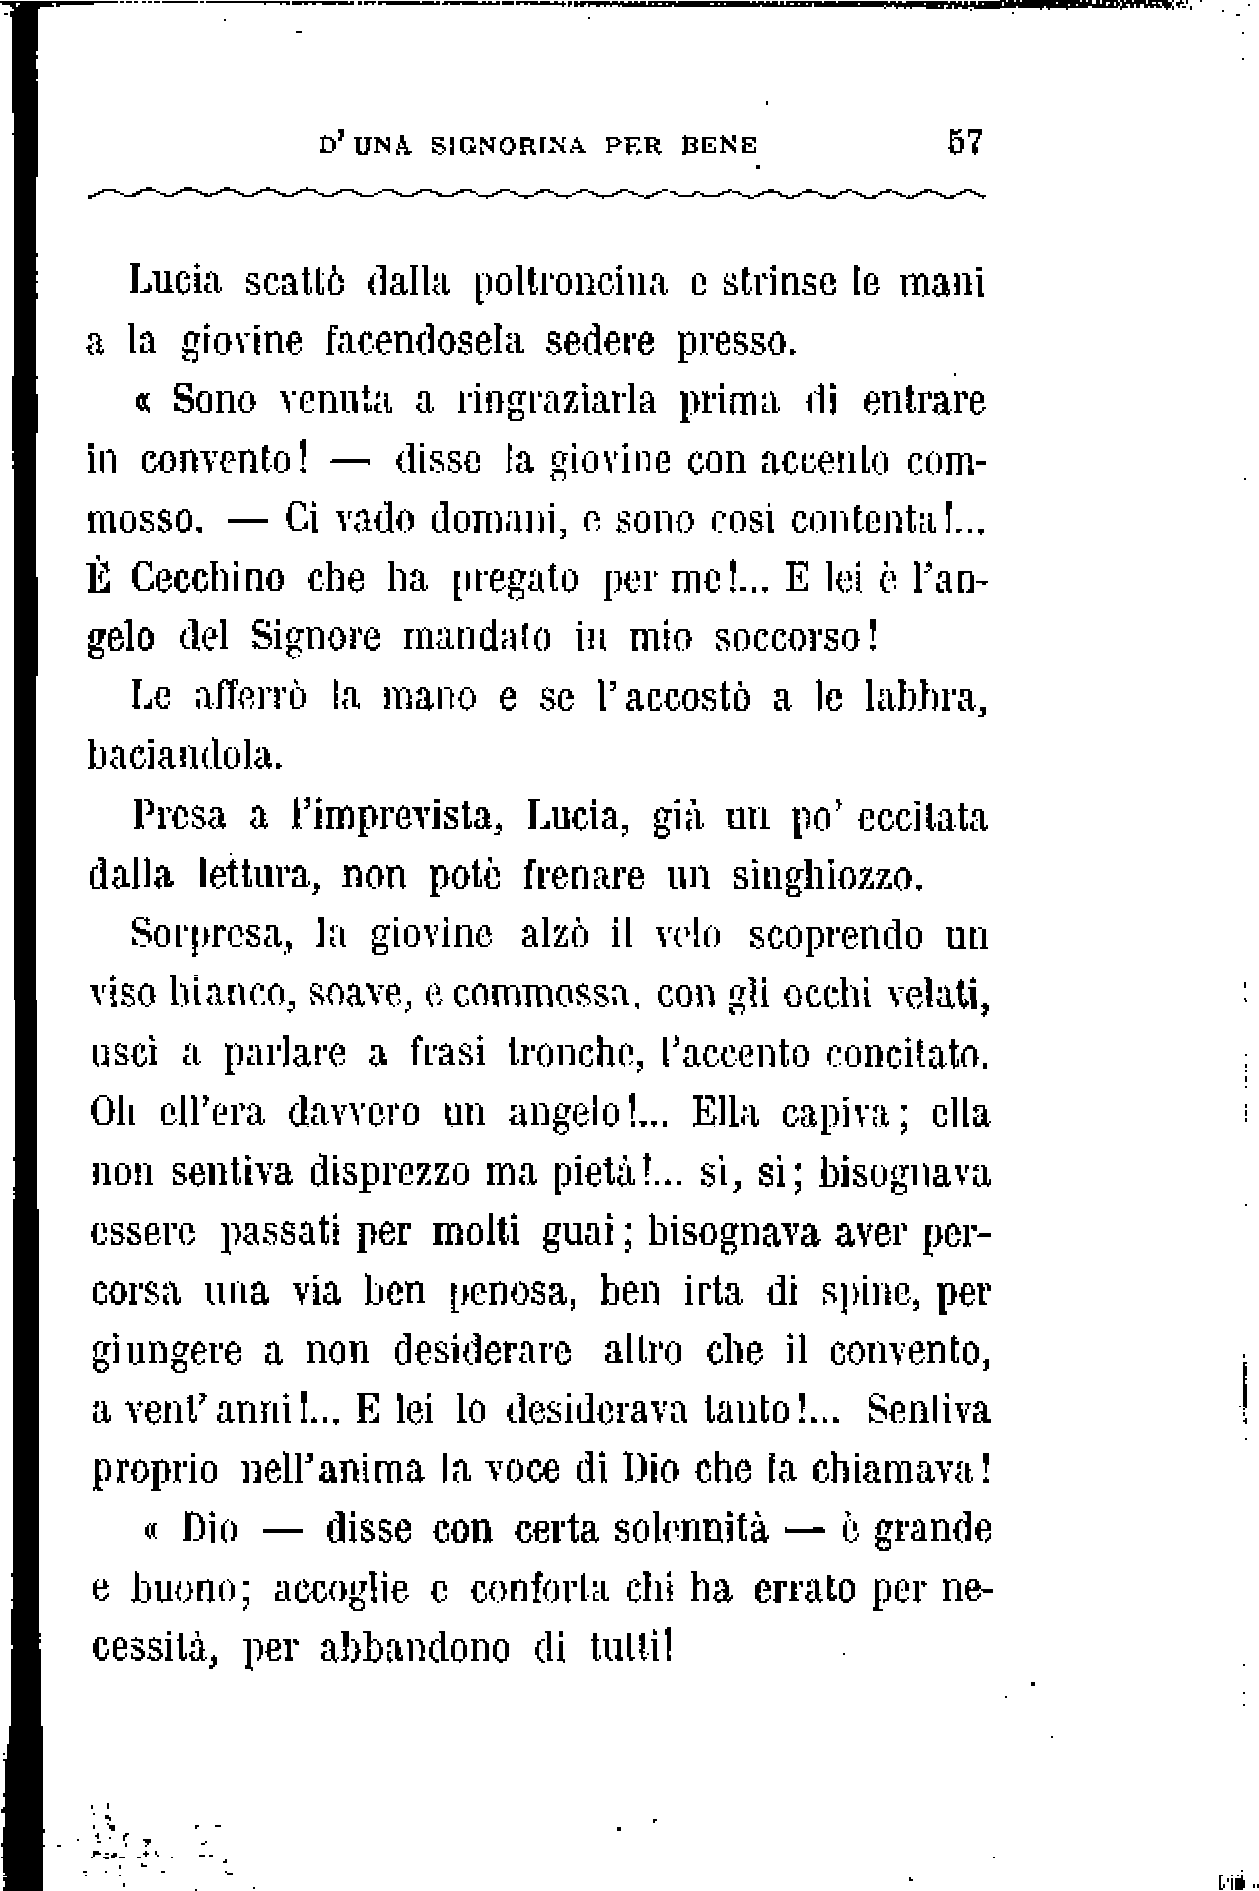 D' UNA SIGNORINA PER BENE 57
Lucia scattò dalla poltroncina e strinse le mani
a la giovine facendosela sedere presso.
« Sono venuta a ringraziarla prima di entrare
in convento! — disse la giovine con accento com-
mosso. — Ci vado domani, e sono così contenta!...
È Cecchino che ha pregato per me!... E lei è l'an-
gelo del Signore mandato in mio soccorso!
Le afferrò la mano e se l'accostò a le labbra,
baciandola.
Presa a l'imprevista, Lucia, già un po' eccitata
dalla lettura, non potè frenare un singhiozzo.
Sorpresa, la giovine alzò il velo scoprendo un
viso bianco, soave, e commossa, con gli occhi velati,
uscì a parlare a frasi tronche, l'accento concitato.
Oh ell'era davvero un angelo!... Ella capiva; ella
non sentiva disprezzo ma pietà!... sì, sì; bisognava
essere passati per molti guai; bisognava aver per-
corsa una via ben penosa, ben irta di spine, per
giungere a non desiderare altro che il convento,
a vent'anni!... E lei lo desiderava tanto!... Sentiva
proprio nell'anima la voce di Dio che la chiamava!
« Dio — disse con certa solennità — è grande
e buono; accoglie e conforta chi ha errato per ne-
cessità, per abbandono di tutti!